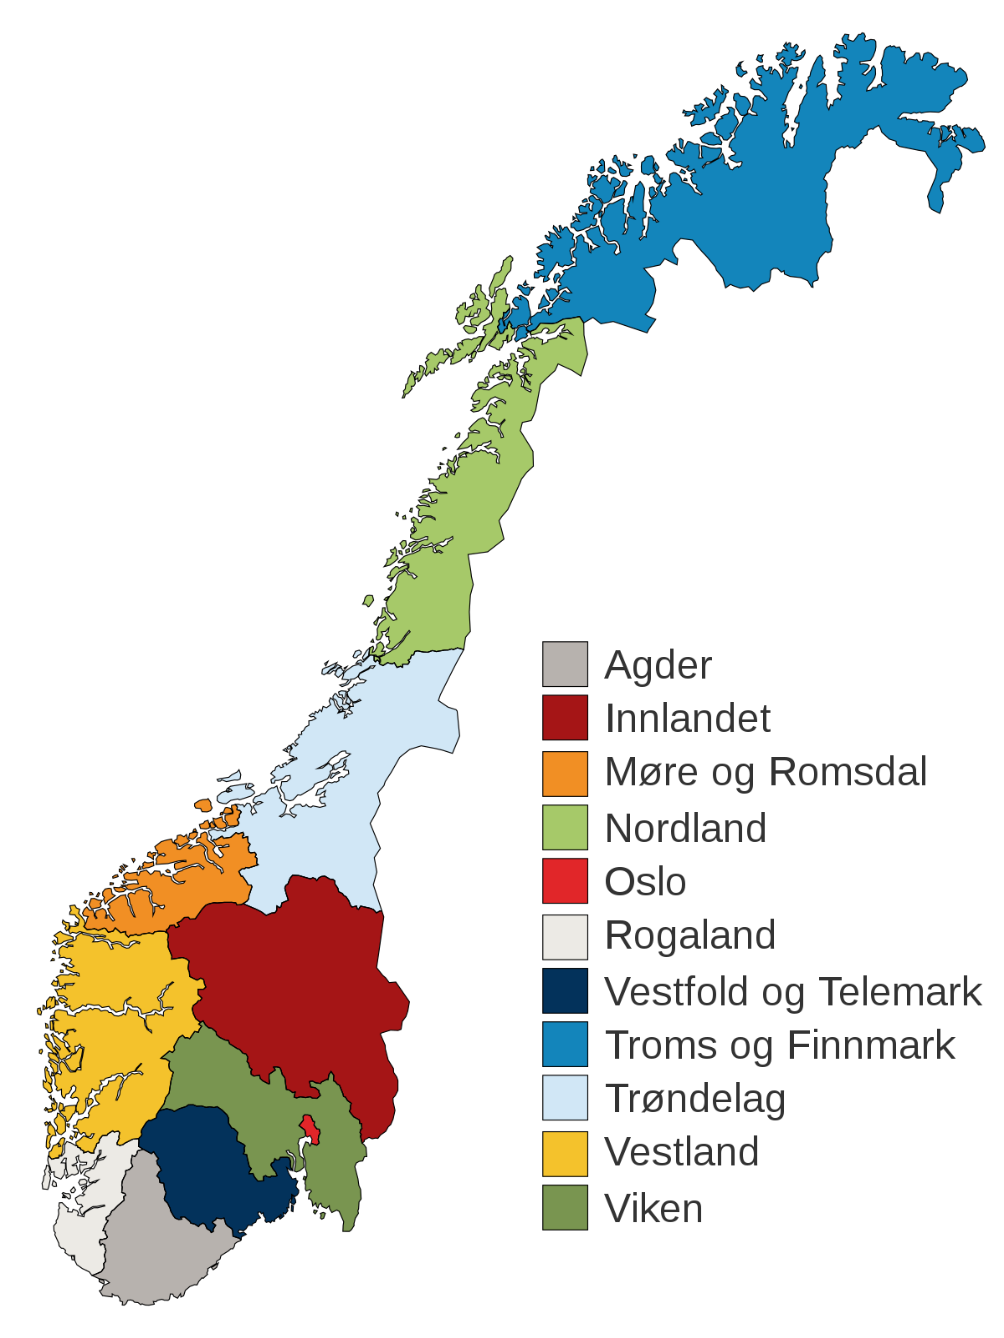 Agder
Innlandet
Møre og Romsdal
Nordland
Oslo
Rogaland
Vestfold og Telemark
Troms og Finnmark
Trøndelag
Vestland
Viken